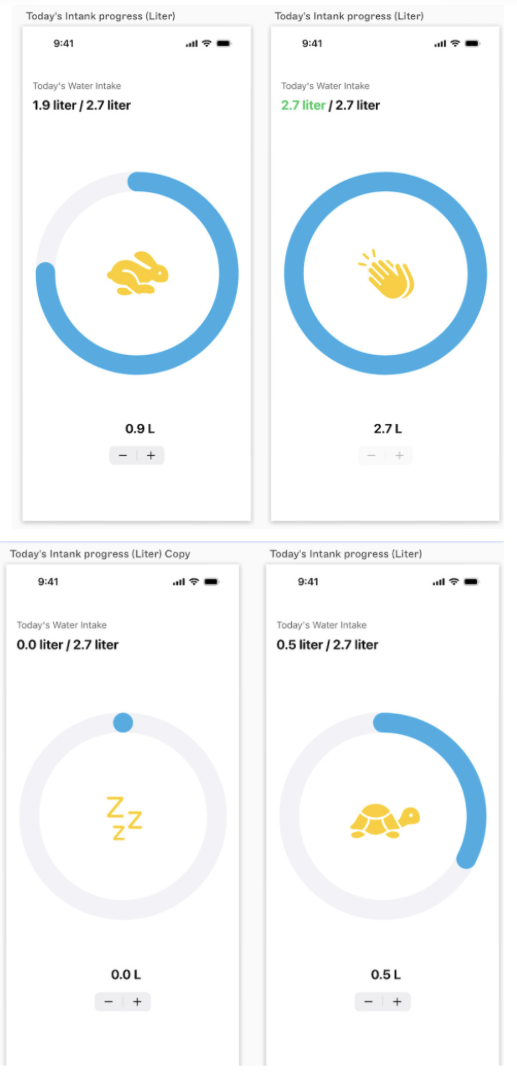 Today's Intank progress (Liter)
9:41
Today's Water Intake
1.9 liter / 2.7 liter
0.9 L
− +
Today's Intank progress (Liter)
9:41
Today's Water Intake
2.7 liter / 2.7 liter
2.7 L
− +
Today's Intank progress (Liter) Copy
9:41
Today's Water Intake
0.0 liter / 2.7 liter
Z
Z
Z
0.0 L
− +
Today's Intank progress (Liter)
9:41
Today's Water Intake
0.5 liter / 2.7 liter
0.5 L
− +